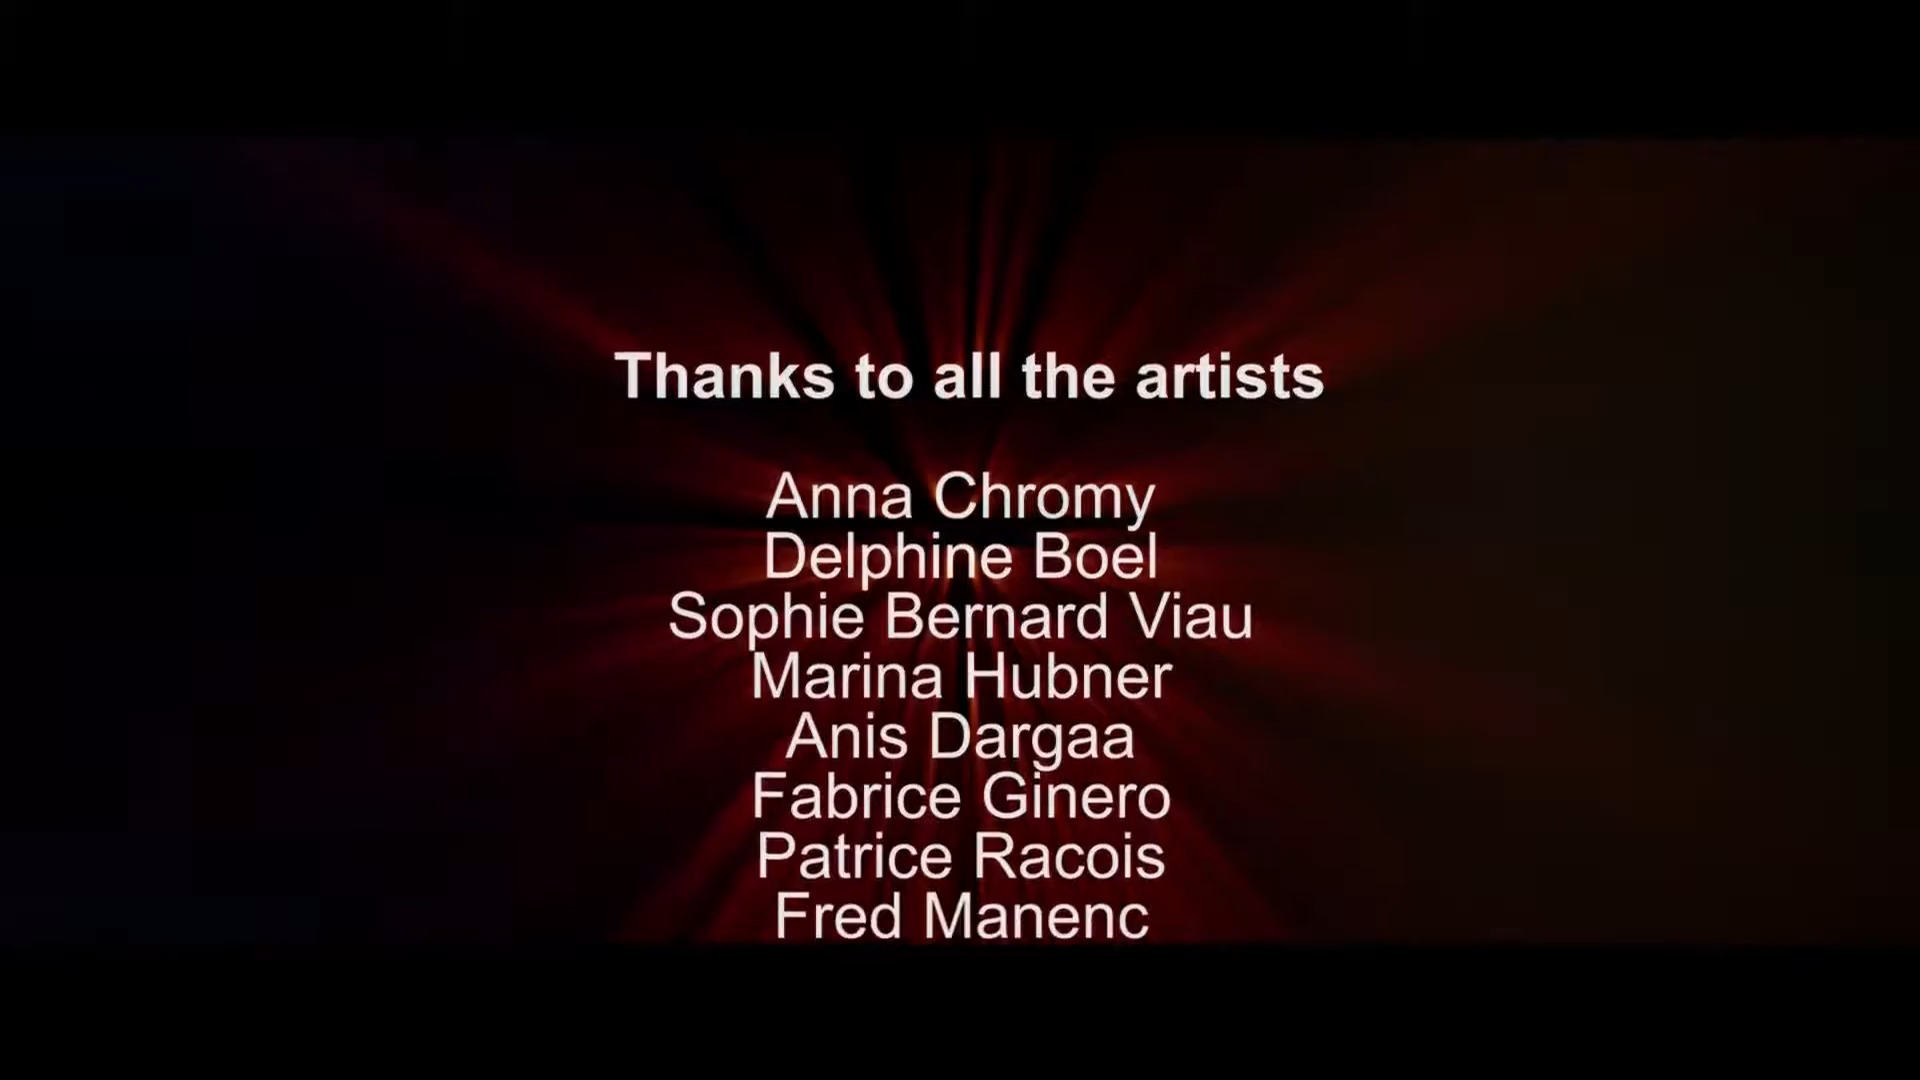 Thanks to all the artists
Anna Chromy
Delphine Boel
Sophie Bernard Viau
Marina Hubner
Anis Dargaa
Fabrice Ginero
Patrice Racois
Fred Manenc